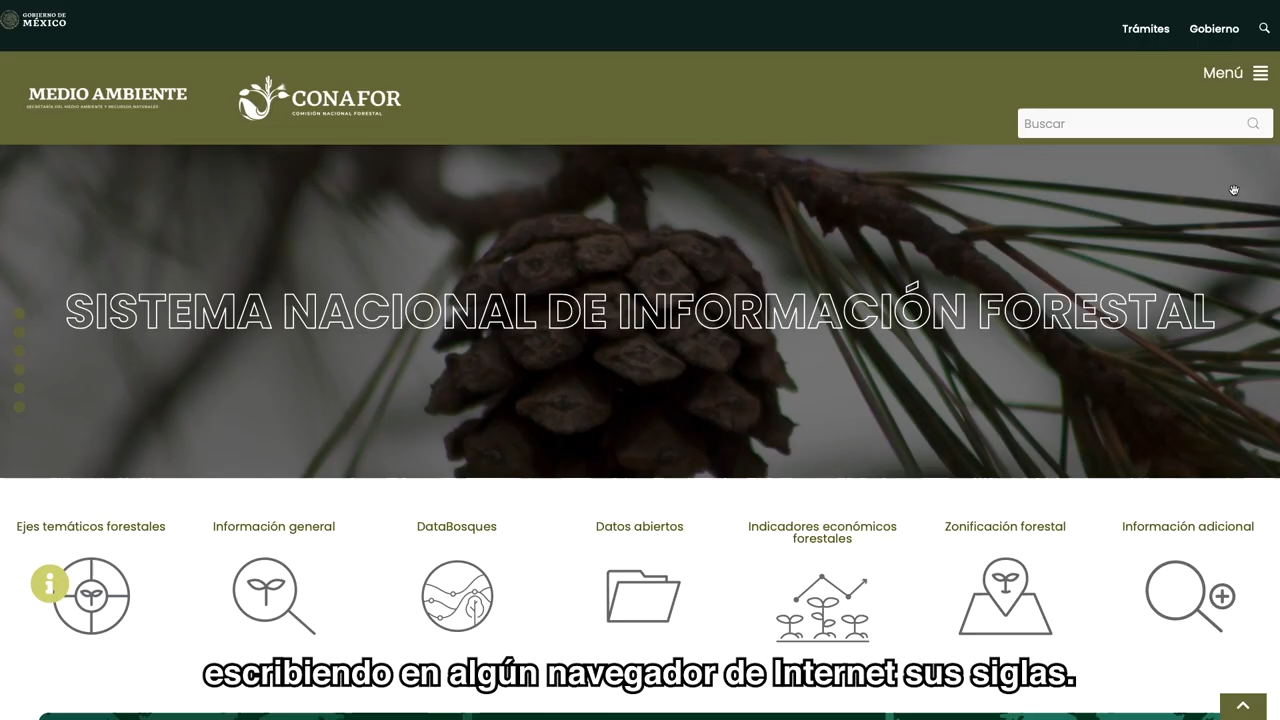 GOBIERNO DE
MÉXICO
Trámites
Gobierno
MEDIO AMBIENTE
SECRETARÍA DEL MEDIO AMBIENTE Y RECURSOS NATURALES
CONAFOR
COMISIÓN NACIONAL FORESTAL
Menú
Buscar
SISTEMA NACIONAL DE INFORMACIÓN FORESTAL
Ejes temáticos forestales
Información general
DataBosques
Datos abiertos
Indicadores económicos
forestales
Zonificación forestal
Información adicional
escribiendo en algún navegador de Internet sus siglas.